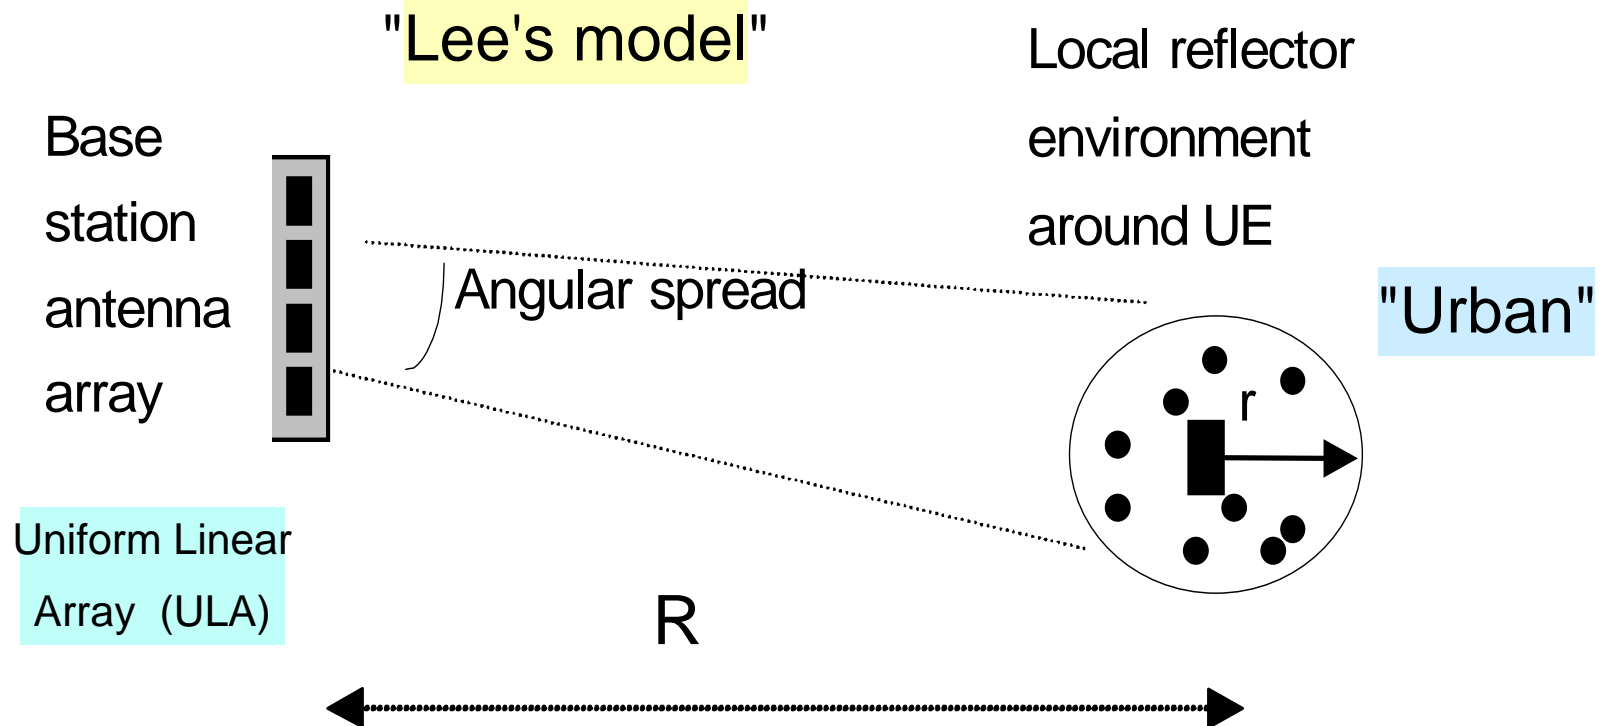 "Lee's model"
Local reflector
environment
around UE
Base
station
antenna
array
Angular spread
"Urban"
r
Uniform Linear
Array (ULA)
R